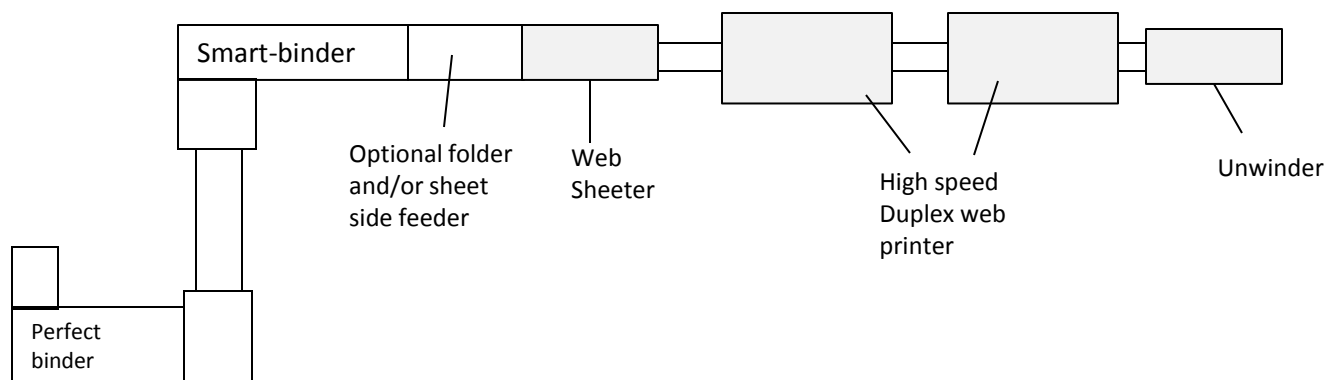 Smart-binder
Optional folder
and/or sheet
side feeder
Web
Sheeter
High speed
Duplex web
printer
Unwinder
Perfect
binder